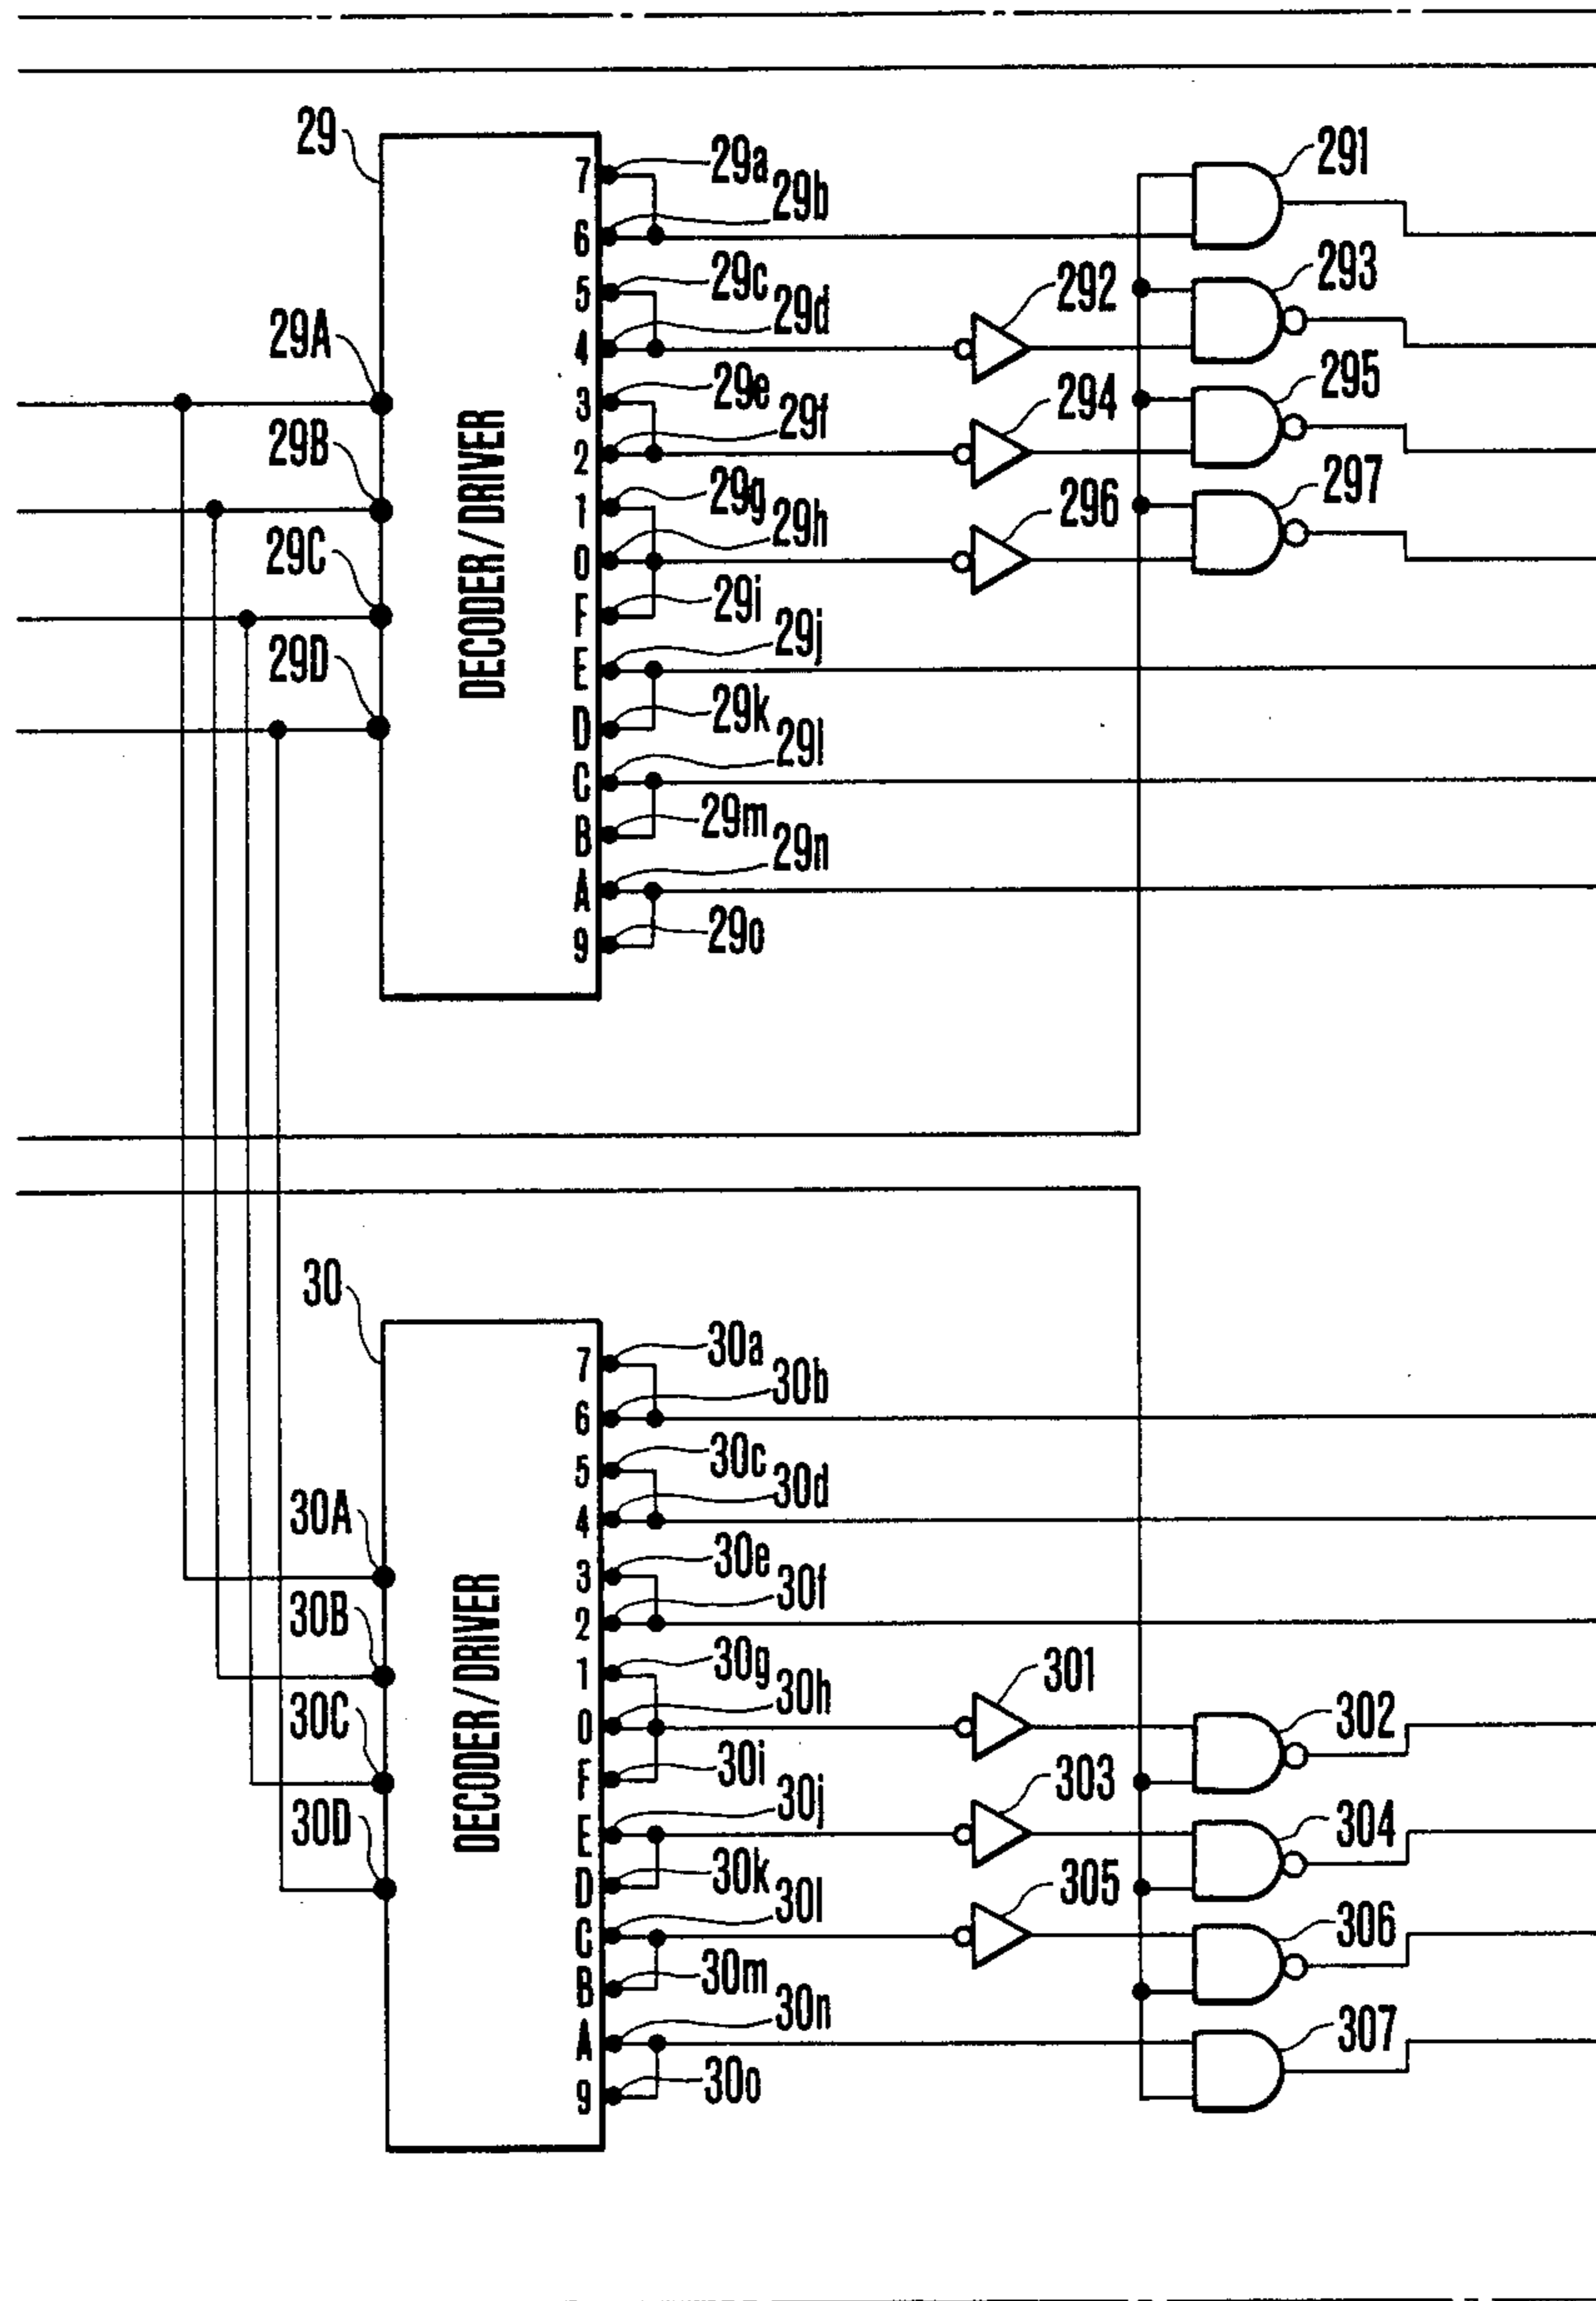 29
7
29a
6
29b
5
29c
4
29d
3
29e
2
29f
1
29g
0
29h
F
29i
E
29j
D
29k
C
29l
B
29m
A
29n
9
29o
29A
29B
29C
29D
DECODER/DRIVER
291
292
293
294
295
296
297
30
7
30a
6
30b
5
30c
4
30d
3
30e
2
30f
1
30g
0
30h
F
30i
E
30j
D
30k
C
30l
B
30m
A
30n
9
30o
30A
30B
30C
30D
DECODER/DRIVER
301
302
303
304
305
306
307